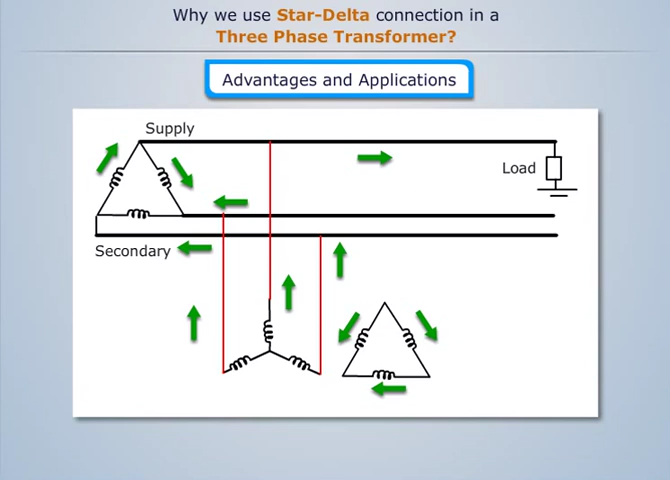 Why we use Star-Delta connection in a
Three Phase Transformer?
Advantages and Applications
Supply
Load
Secondary